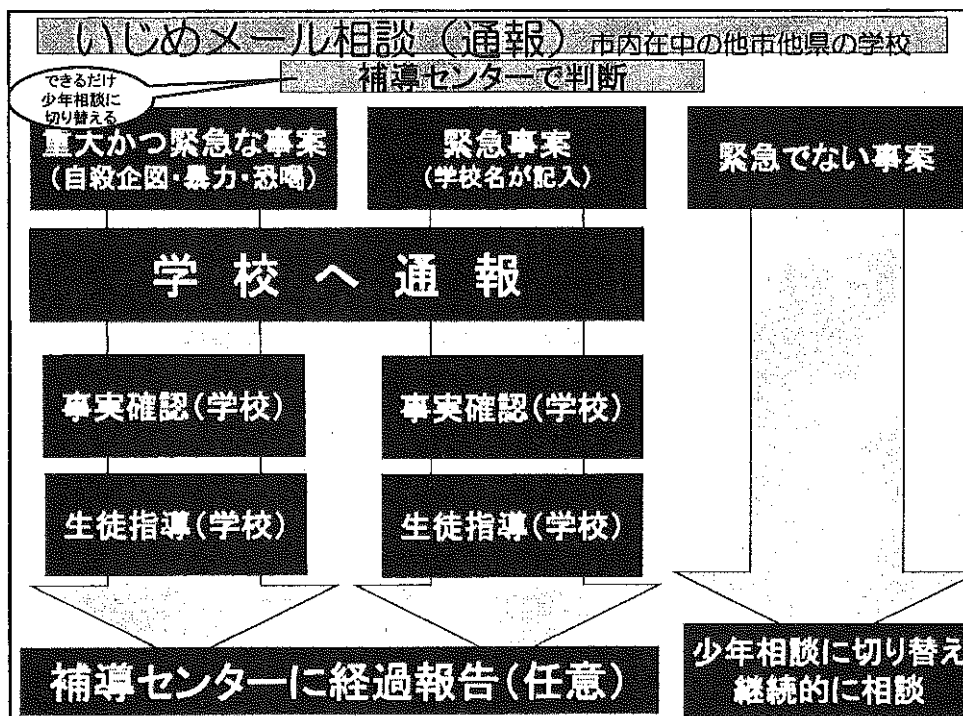 いじめメール相談（通報）市内在中の他市他県の学校
補導センターで判断
できるだけ
少年相談に
切り替える
重大かつ緊急な事案
（自殺企図・暴力・恐喝）
緊急事案
（学校名が記入）
緊急でない事案
学校へ通報
事実確認（学校）
事実確認（学校）
生徒指導（学校）
生徒指導（学校）
補導センターに経過報告（任意）
少年相談に切り替え
継続的に相談